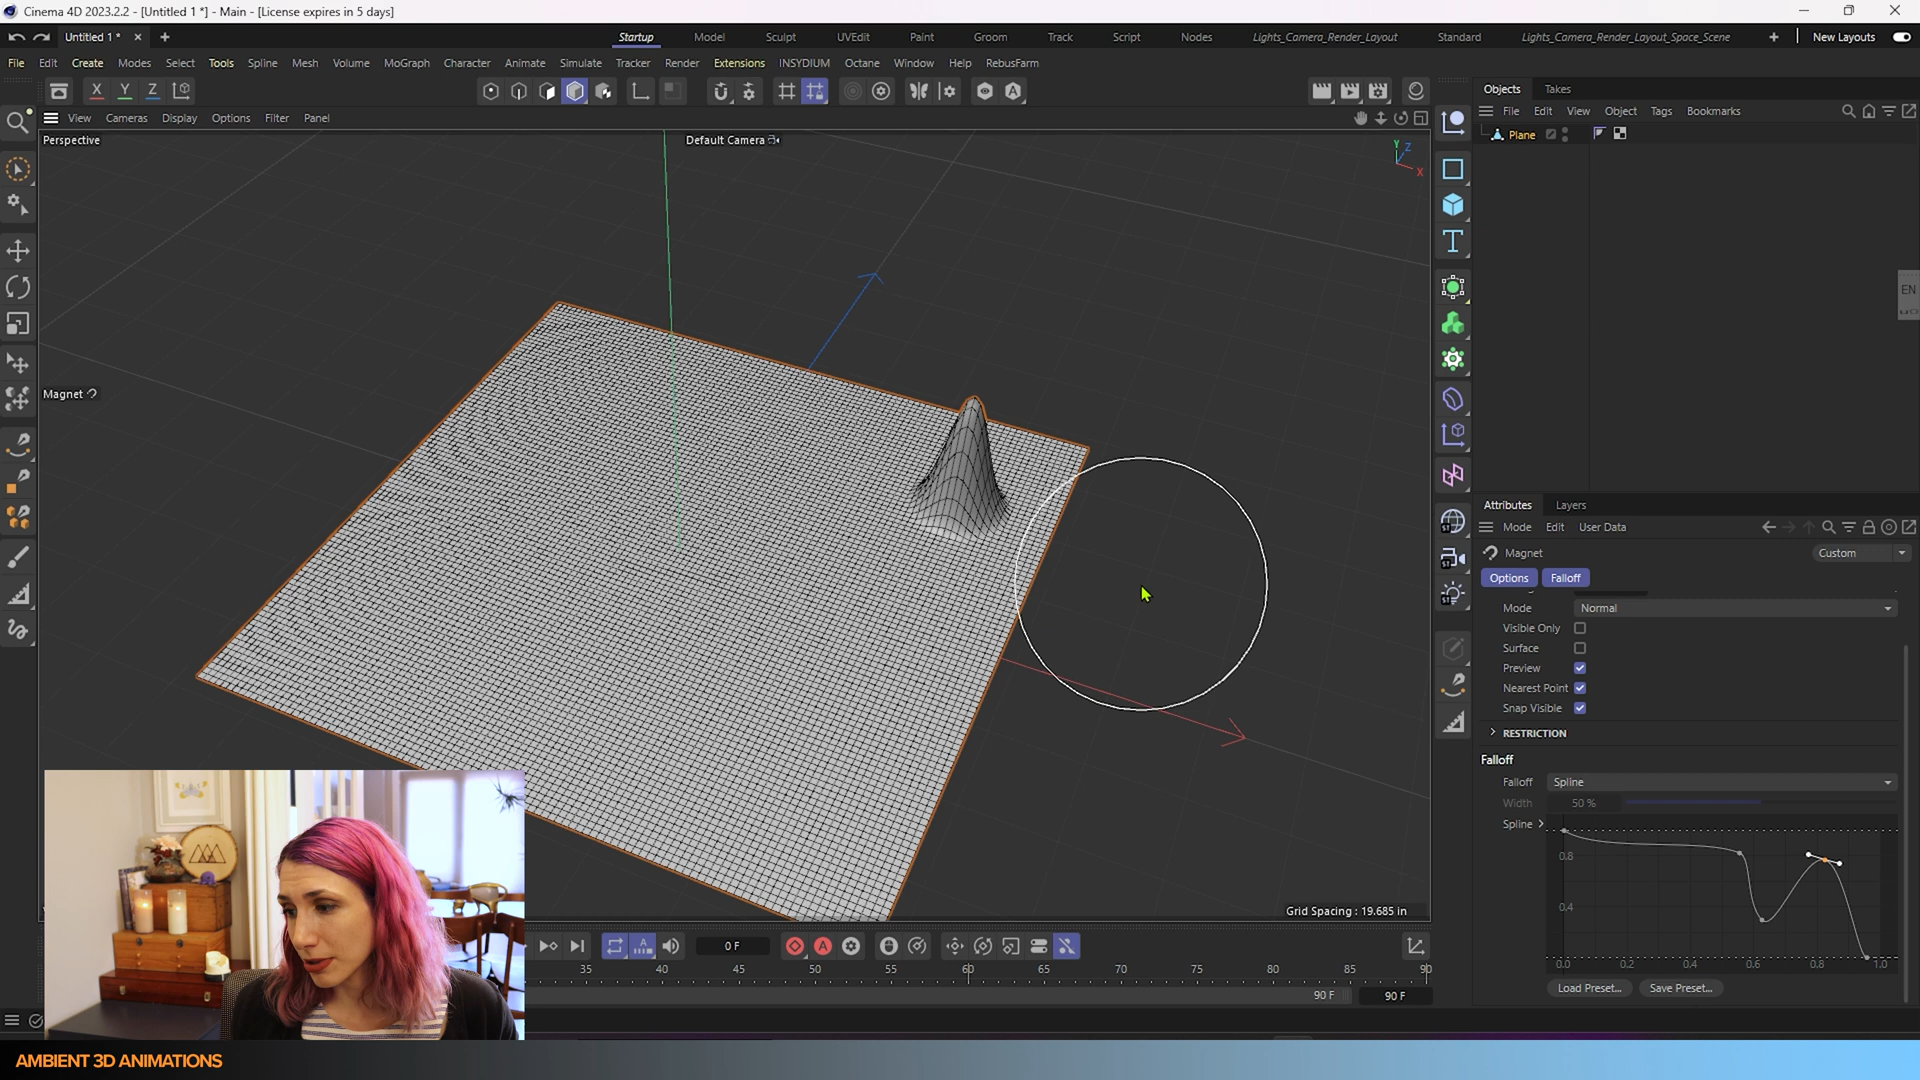 Cinema 4D 2023.2.2 - [Untitled 1 *] - Main - [License expires in 5 days]
Untitled 1 *
Startup Model Sculpt UVEdit Paint Groom Track Script Nodes Lights_Camera_Render_Layout Standard Lights_Camera_Render_Layout_Space_Scene New Layouts
File Edit Create Modes Select Tools Spline Mesh Volume MoGraph Character Animate Simulate Tracker Render Extensions INSYDIUM Octane Window Help RebusFarm
X Y Z
Objects Takes
File Edit View Object Tags Bookmarks
View Cameras Display Options Filter Panel
Plane
Perspective
Default Camera
Y Z X
EN
Magnet
Attributes Layers
Mode Edit User Data
Magnet
Custom
Options Falloff
Mode Normal
Visible Only
Surface
Preview
Nearest Point
Snap Visible
RESTRICTION
Falloff
Falloff Spline
Width 50 %
Spline
0.8
0.4
0.0 0.2 0.4 0.6 0.8 1.0
Load Preset... Save Preset...
Grid Spacing : 19.685 in
0 F
35 40 45 50 55 60 65 70 75 80 85 90
90 F 90 F
AMBIENT 3D ANIMATIONS